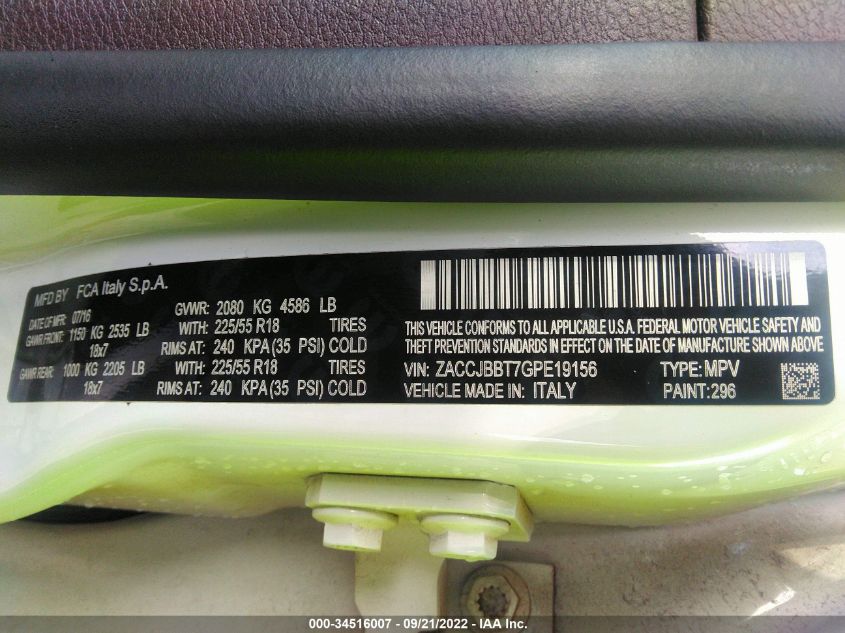 MFD BY FCA Italy S.p.A.
DATE OF MFR: 07/16 GVWR: 2080 KG 4586 LB
GAWR FRONT: 1150 KG 2535 LB WITH: 225/55 R18 TIRES
18x7 RIMS AT: 240 KPA (35 PSI) COLD
GAWR REAR: 1000 KG 2205 LB WITH: 225/55 R18 TIRES
18x7 RIMS AT: 240 KPA (35 PSI) COLD
THIS VEHICLE CONFORMS TO ALL APPLICABLE U.S.A. FEDERAL MOTOR VEHICLE SAFETY AND
THEFT PREVENTION STANDARDS IN EFFECT ON THE DATE OF MANUFACTURE SHOWN ABOVE.
VIN: ZACCJBBT7GPE19156 TYPE: MPV
VEHICLE MADE IN: ITALY PAINT: 296
000-34516007 - 09/21/2022 - IAA Inc.